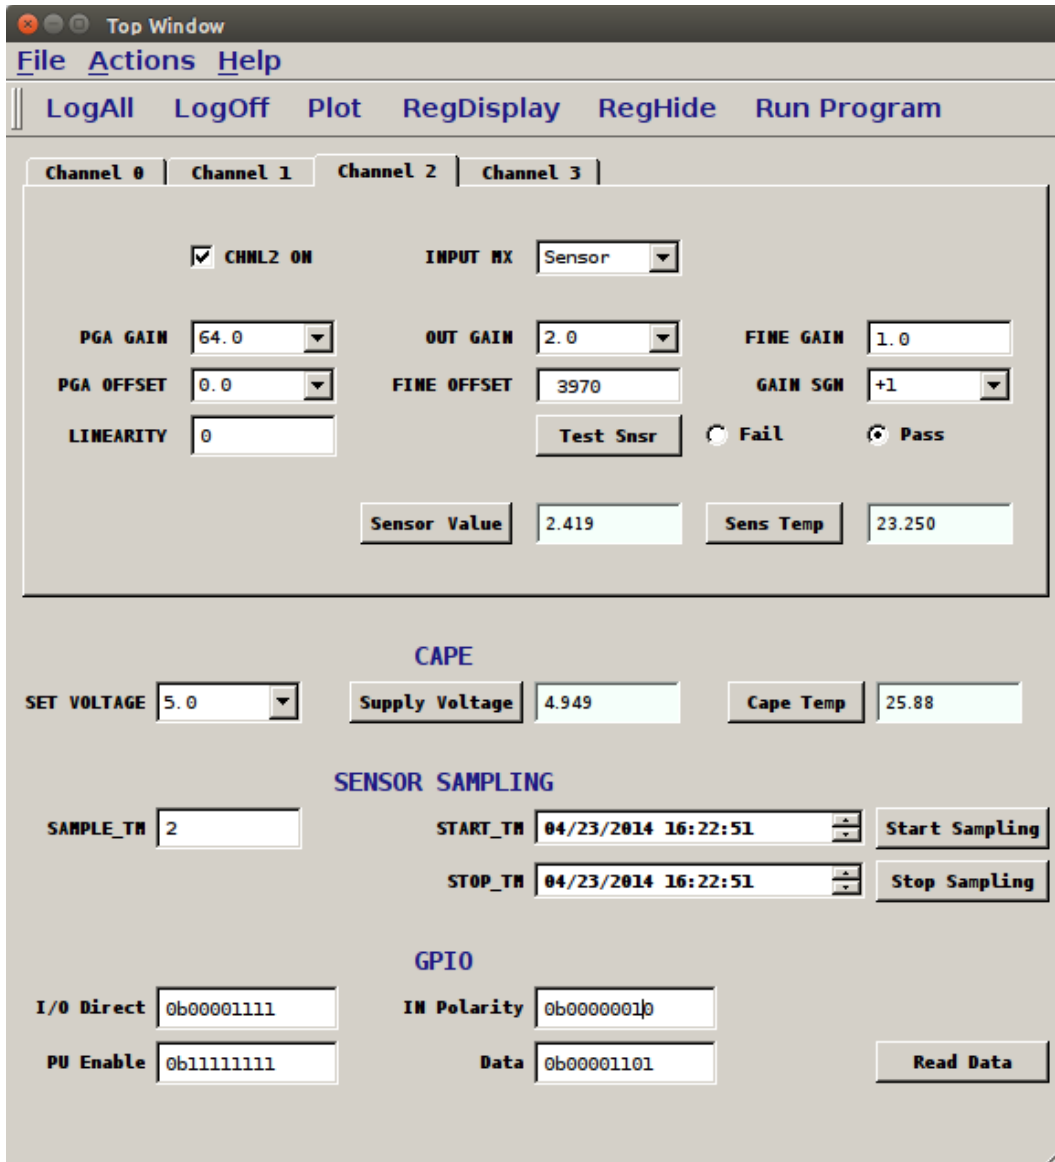 Top Window
File Actions Help
LogAll LogOff Plot RegDisplay RegHide Run Program
Channel 0 Channel 1 Channel 2 Channel 3
CHNL2 ON INPUT MX Sensor
PGA GAIN 64.0 OUT GAIN 2.0 FINE GAIN 1.0
PGA OFFSET 0.0 FINE OFFSET 3970 GAIN SGN +1
LINEARITY 0 Test Snsr Fail Pass
Sensor Value 2.419 Sens Temp 23.250
CAPE
SET VOLTAGE 5.0 Supply Voltage 4.949 Cape Temp 25.88
SENSOR SAMPLING
SAMPLE_TM 2 START_TM 04/23/2014 16:22:51 Start Sampling
STOP_TM 04/23/2014 16:22:51 Stop Sampling
GPIO
I/O Direct 0b00001111 IN Polarity 0b00000010
PU Enable 0b11111111 Data 0b00001101 Read Data